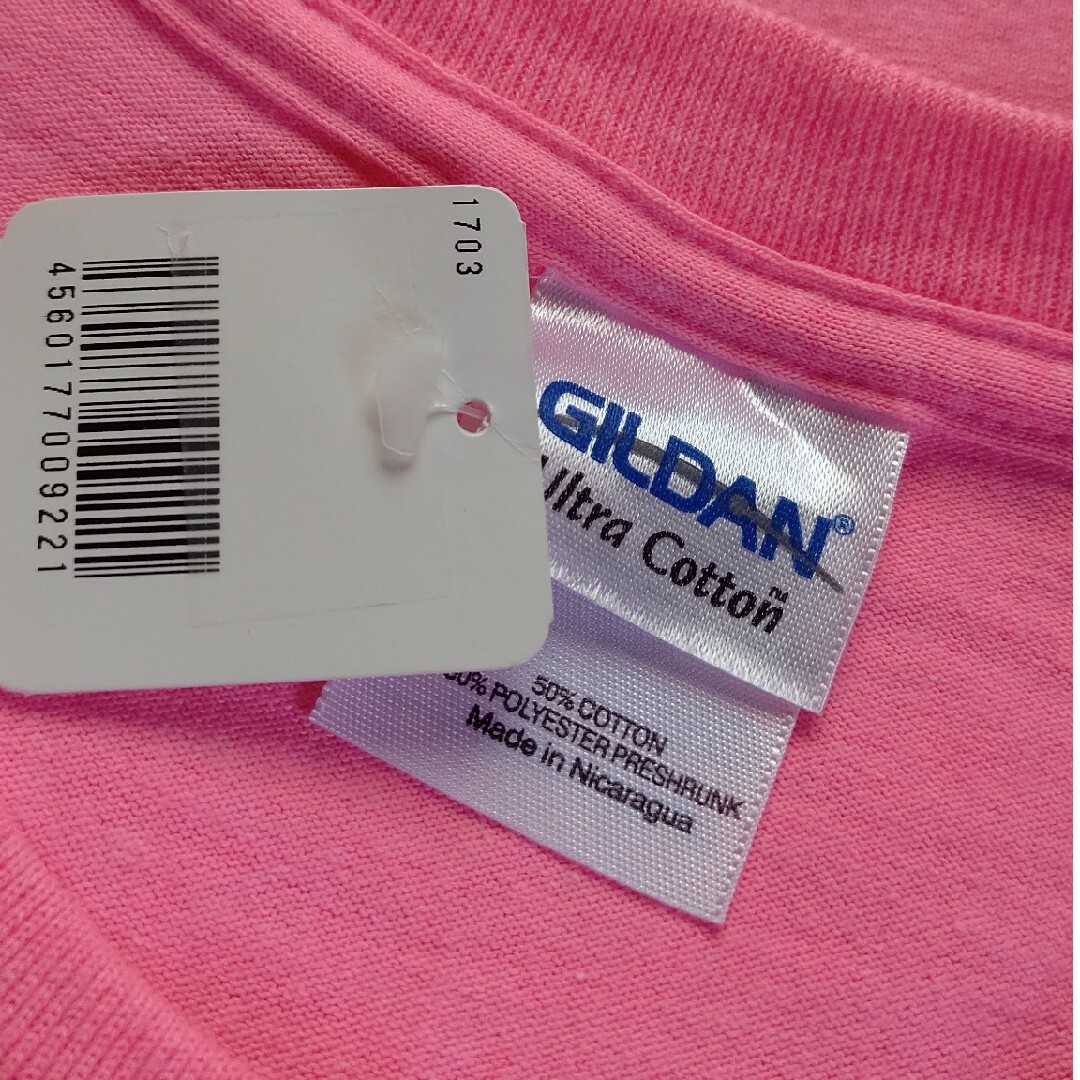 1703
4560177009221
GILDAN®
Ultra Cotton™
50% COTTON
50% POLYESTER PRESHRUNK
Made in Nicaragua